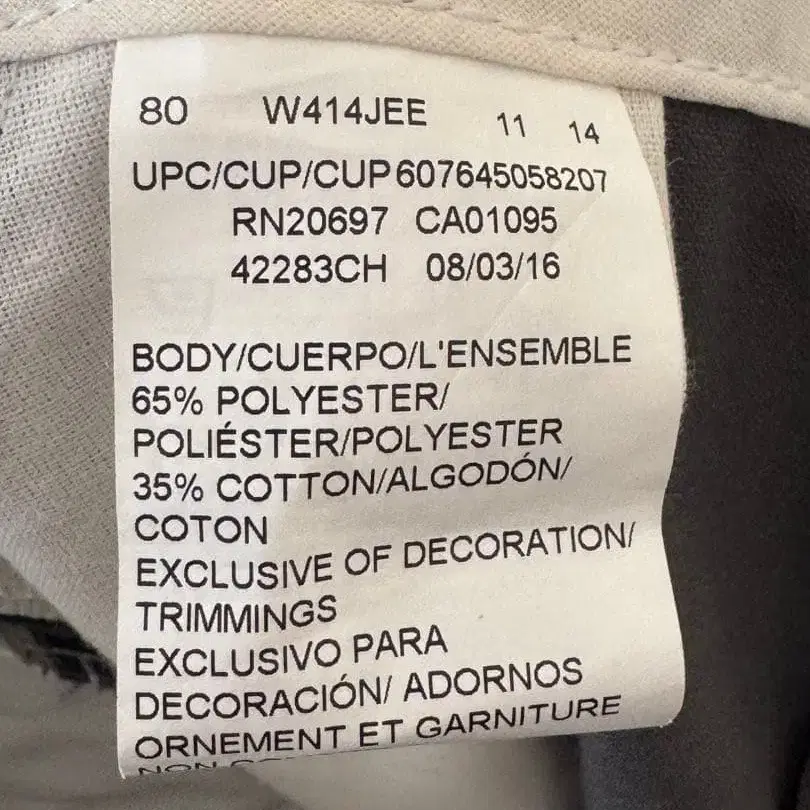 80 W414JEE 11 14
UPC/CUP/CUP607645058207
RN20697 CA01095
42283CH 08/03/16
BODY/CUERPO/L'ENSEMBLE
65% POLYESTER/
POLIÉSTER/POLYESTER
35% COTTON/ALGODÓN/
COTON
EXCLUSIVE OF DECORATION/
TRIMMINGS
EXCLUSIVO PARA
DECORACIÓN/ ADORNOS
ORNEMENT ET GARNITURE
NON